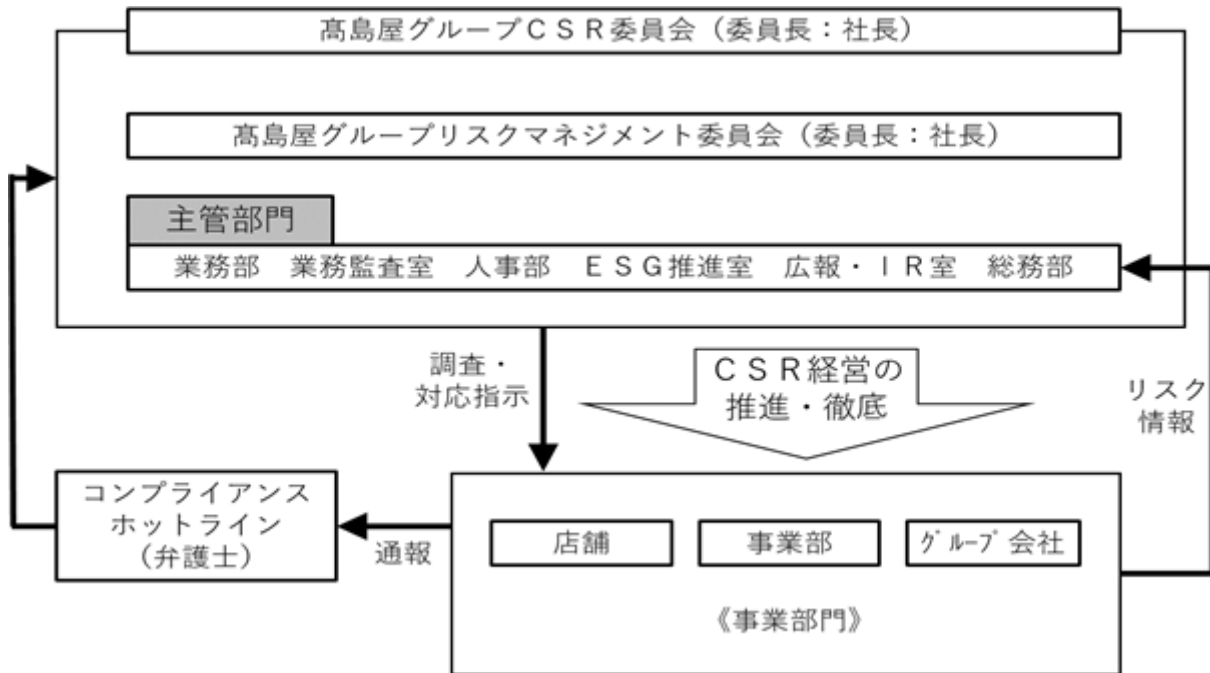 髙島屋グループCSR委員会（委員長：社長）
髙島屋グループリスクマネジメント委員会（委員長：社長）
主管部門
業務部　業務監査室　人事部　ESG推進室　広報・IR室　総務部
調査・
対応指示
CSR経営の
推進・徹底
リスク
情報
コンプライアンス
ホットライン
（弁護士）
通報
店舗
事業部
ｸﾞﾙｰﾌﾟ会社
《事業部門》